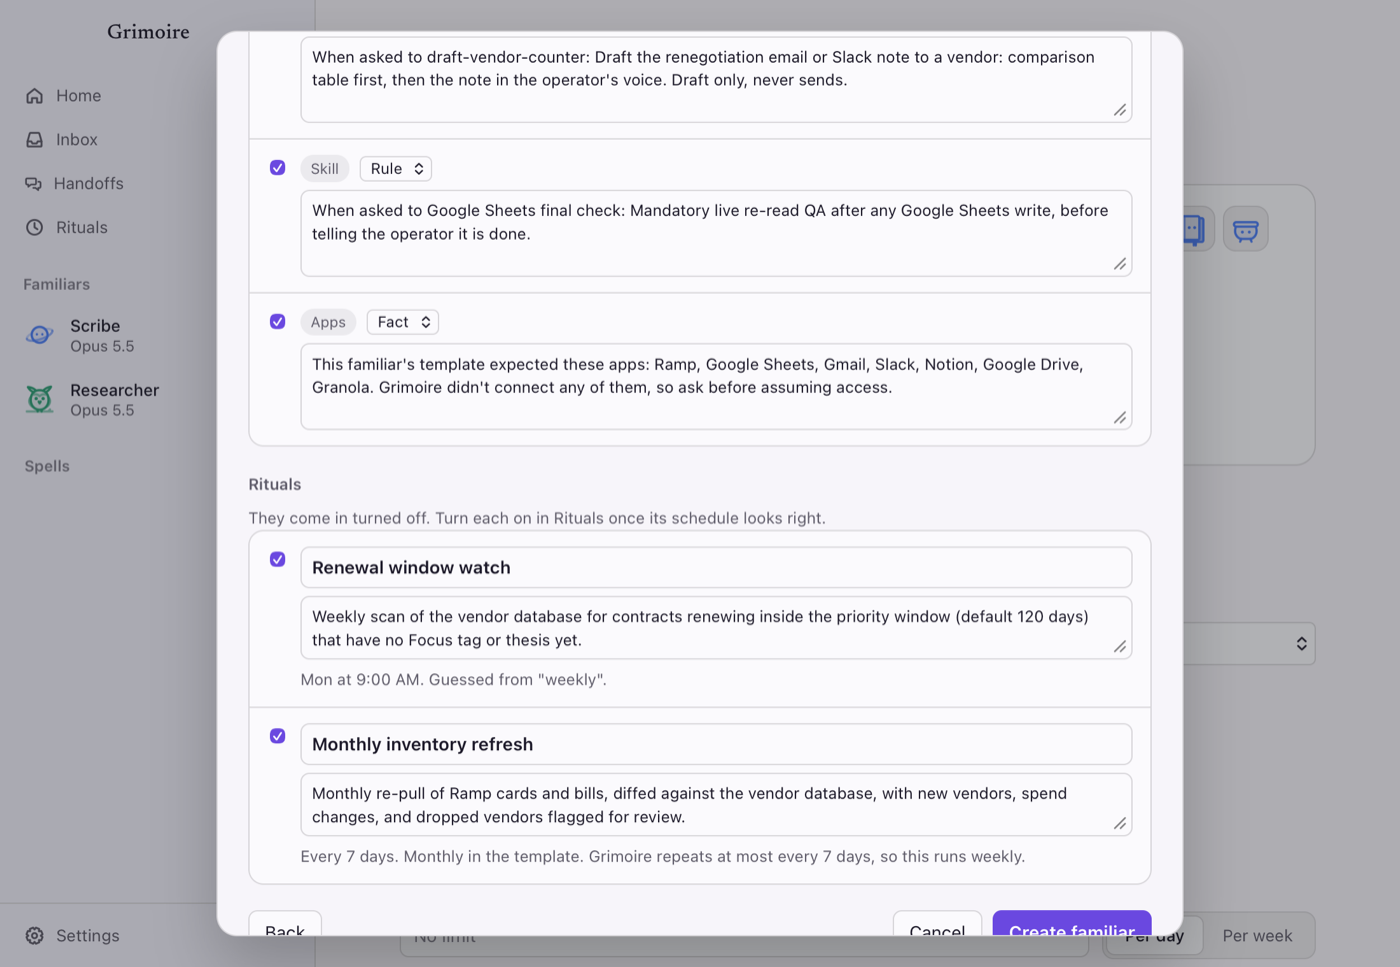 Grimoire
Home
Inbox
Handoffs
Rituals
Familiars
Scribe
Opus 5.5
Researcher
Opus 5.5
Spells
Settings
When asked to draft-vendor-counter: Draft the renegotiation email or Slack note to a vendor: comparison
table first, then the note in the operator's voice. Draft only, never sends.
Skill
Rule
When asked to Google Sheets final check: Mandatory live re-read QA after any Google Sheets write, before
telling the operator it is done.
Apps
Fact
This familiar's template expected these apps: Ramp, Google Sheets, Gmail, Slack, Notion, Google Drive,
Granola. Grimoire didn't connect any of them, so ask before assuming access.
Rituals
They come in turned off. Turn each on in Rituals once its schedule looks right.
Renewal window watch
Weekly scan of the vendor database for contracts renewing inside the priority window (default 120 days)
that have no Focus tag or thesis yet.
Mon at 9:00 AM. Guessed from "weekly".
Monthly inventory refresh
Monthly re-pull of Ramp cards and bills, diffed against the vendor database, with new vendors, spend
changes, and dropped vendors flagged for review.
Every 7 days. Monthly in the template. Grimoire repeats at most every 7 days, so this runs weekly.
Back
Cancel
Create familiar
No limit
Per day
Per week